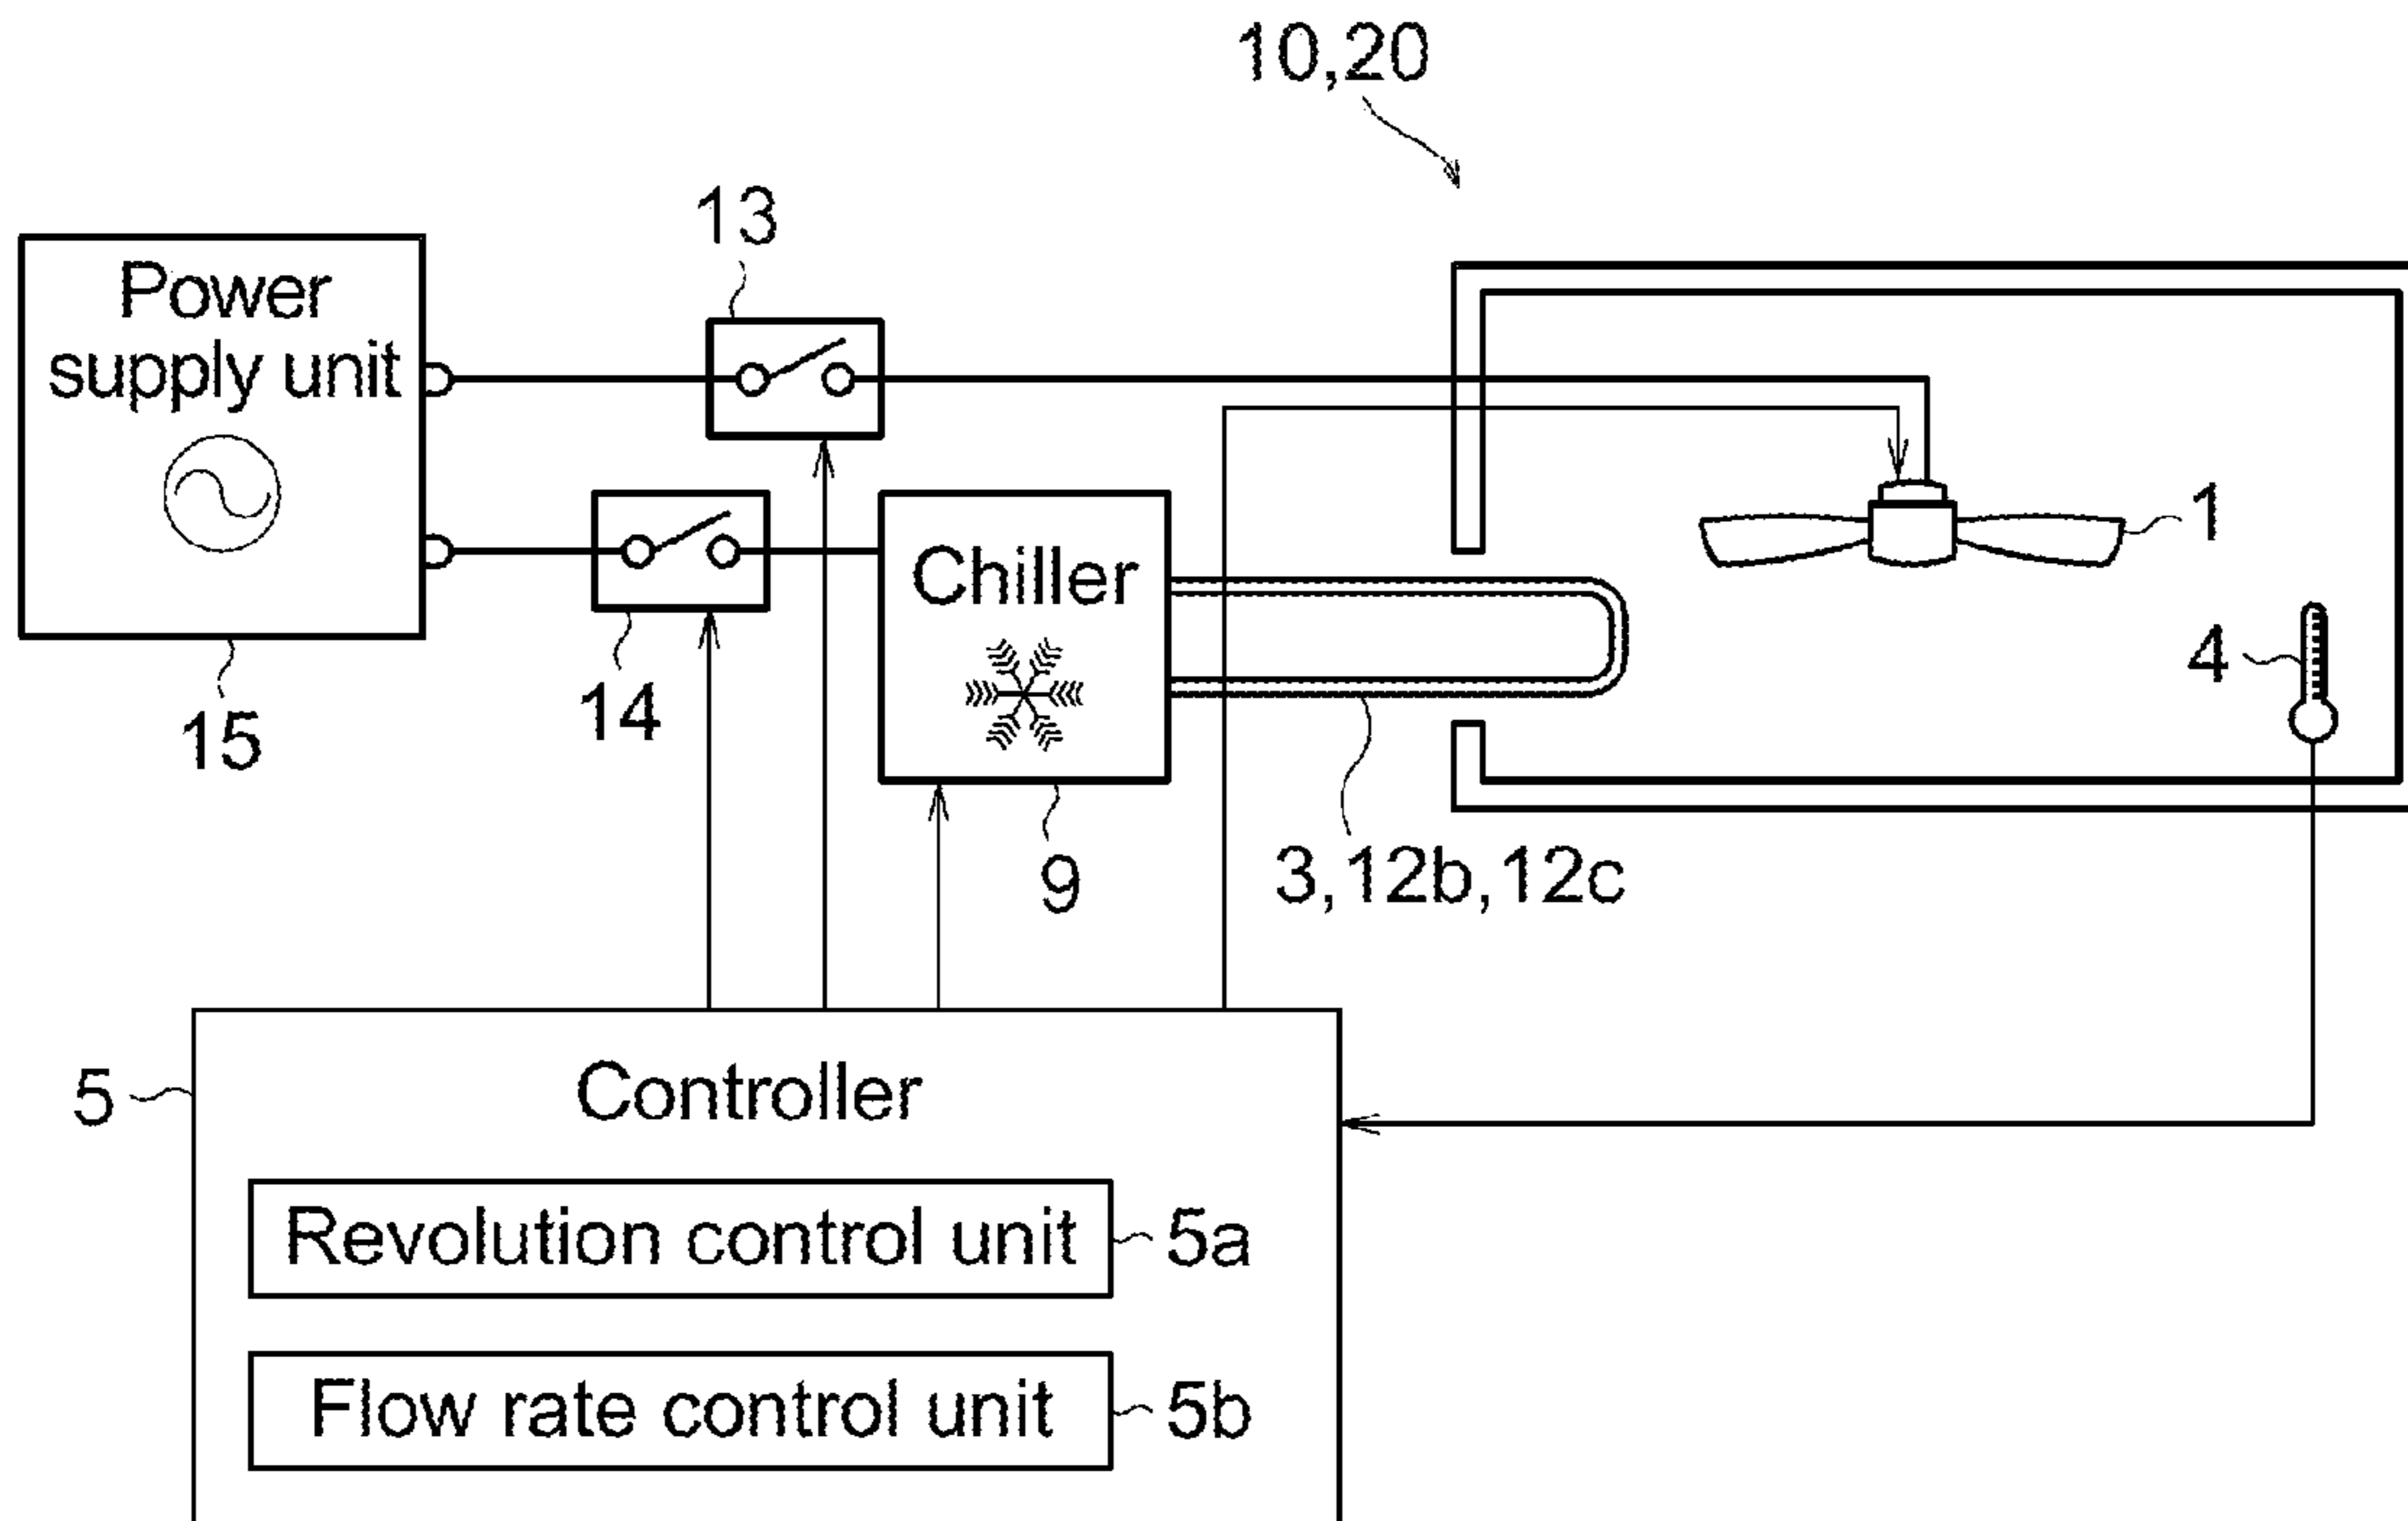 10,20
13
Power
supply unit
Chiller
1
4
14
15
9
3,12b,12c
5
Controller
Revolution control unit
5a
Flow rate control unit
5b